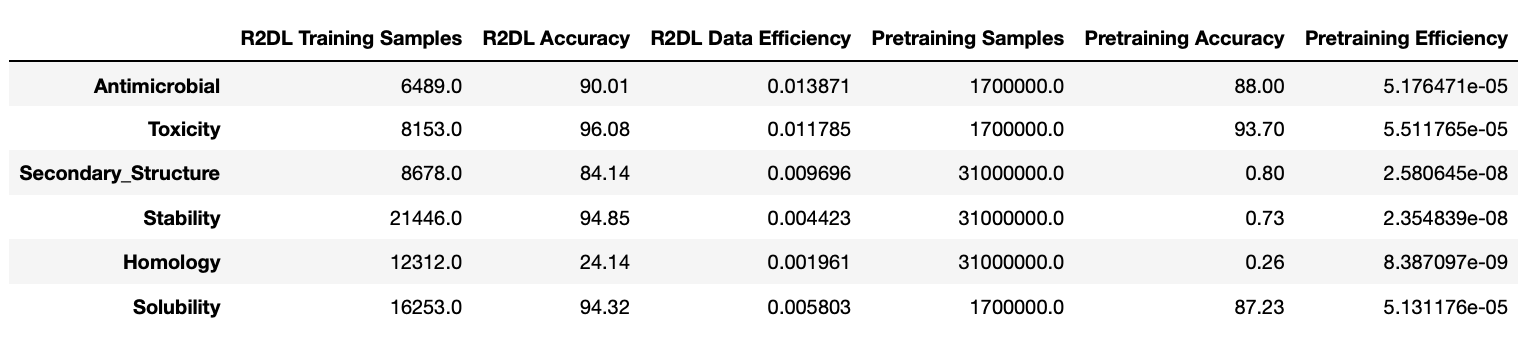 R2DL Training Samples R2DL Accuracy R2DL Data Efficiency Pretraining Samples Pretraining Accuracy Pretraining Efficiency
Antimicrobial 6489.0 90.01 0.013871 1700000.0 88.00 5.176471e-05
Toxicity 8153.0 96.08 0.011785 1700000.0 93.70 5.511765e-05
Secondary_Structure 8678.0 84.14 0.009696 31000000.0 0.80 2.580645e-08
Stability 21446.0 94.85 0.004423 31000000.0 0.73 2.354839e-08
Homology 12312.0 24.14 0.001961 31000000.0 0.26 8.387097e-09
Solubility 16253.0 94.32 0.005803 1700000.0 87.23 5.131176e-05